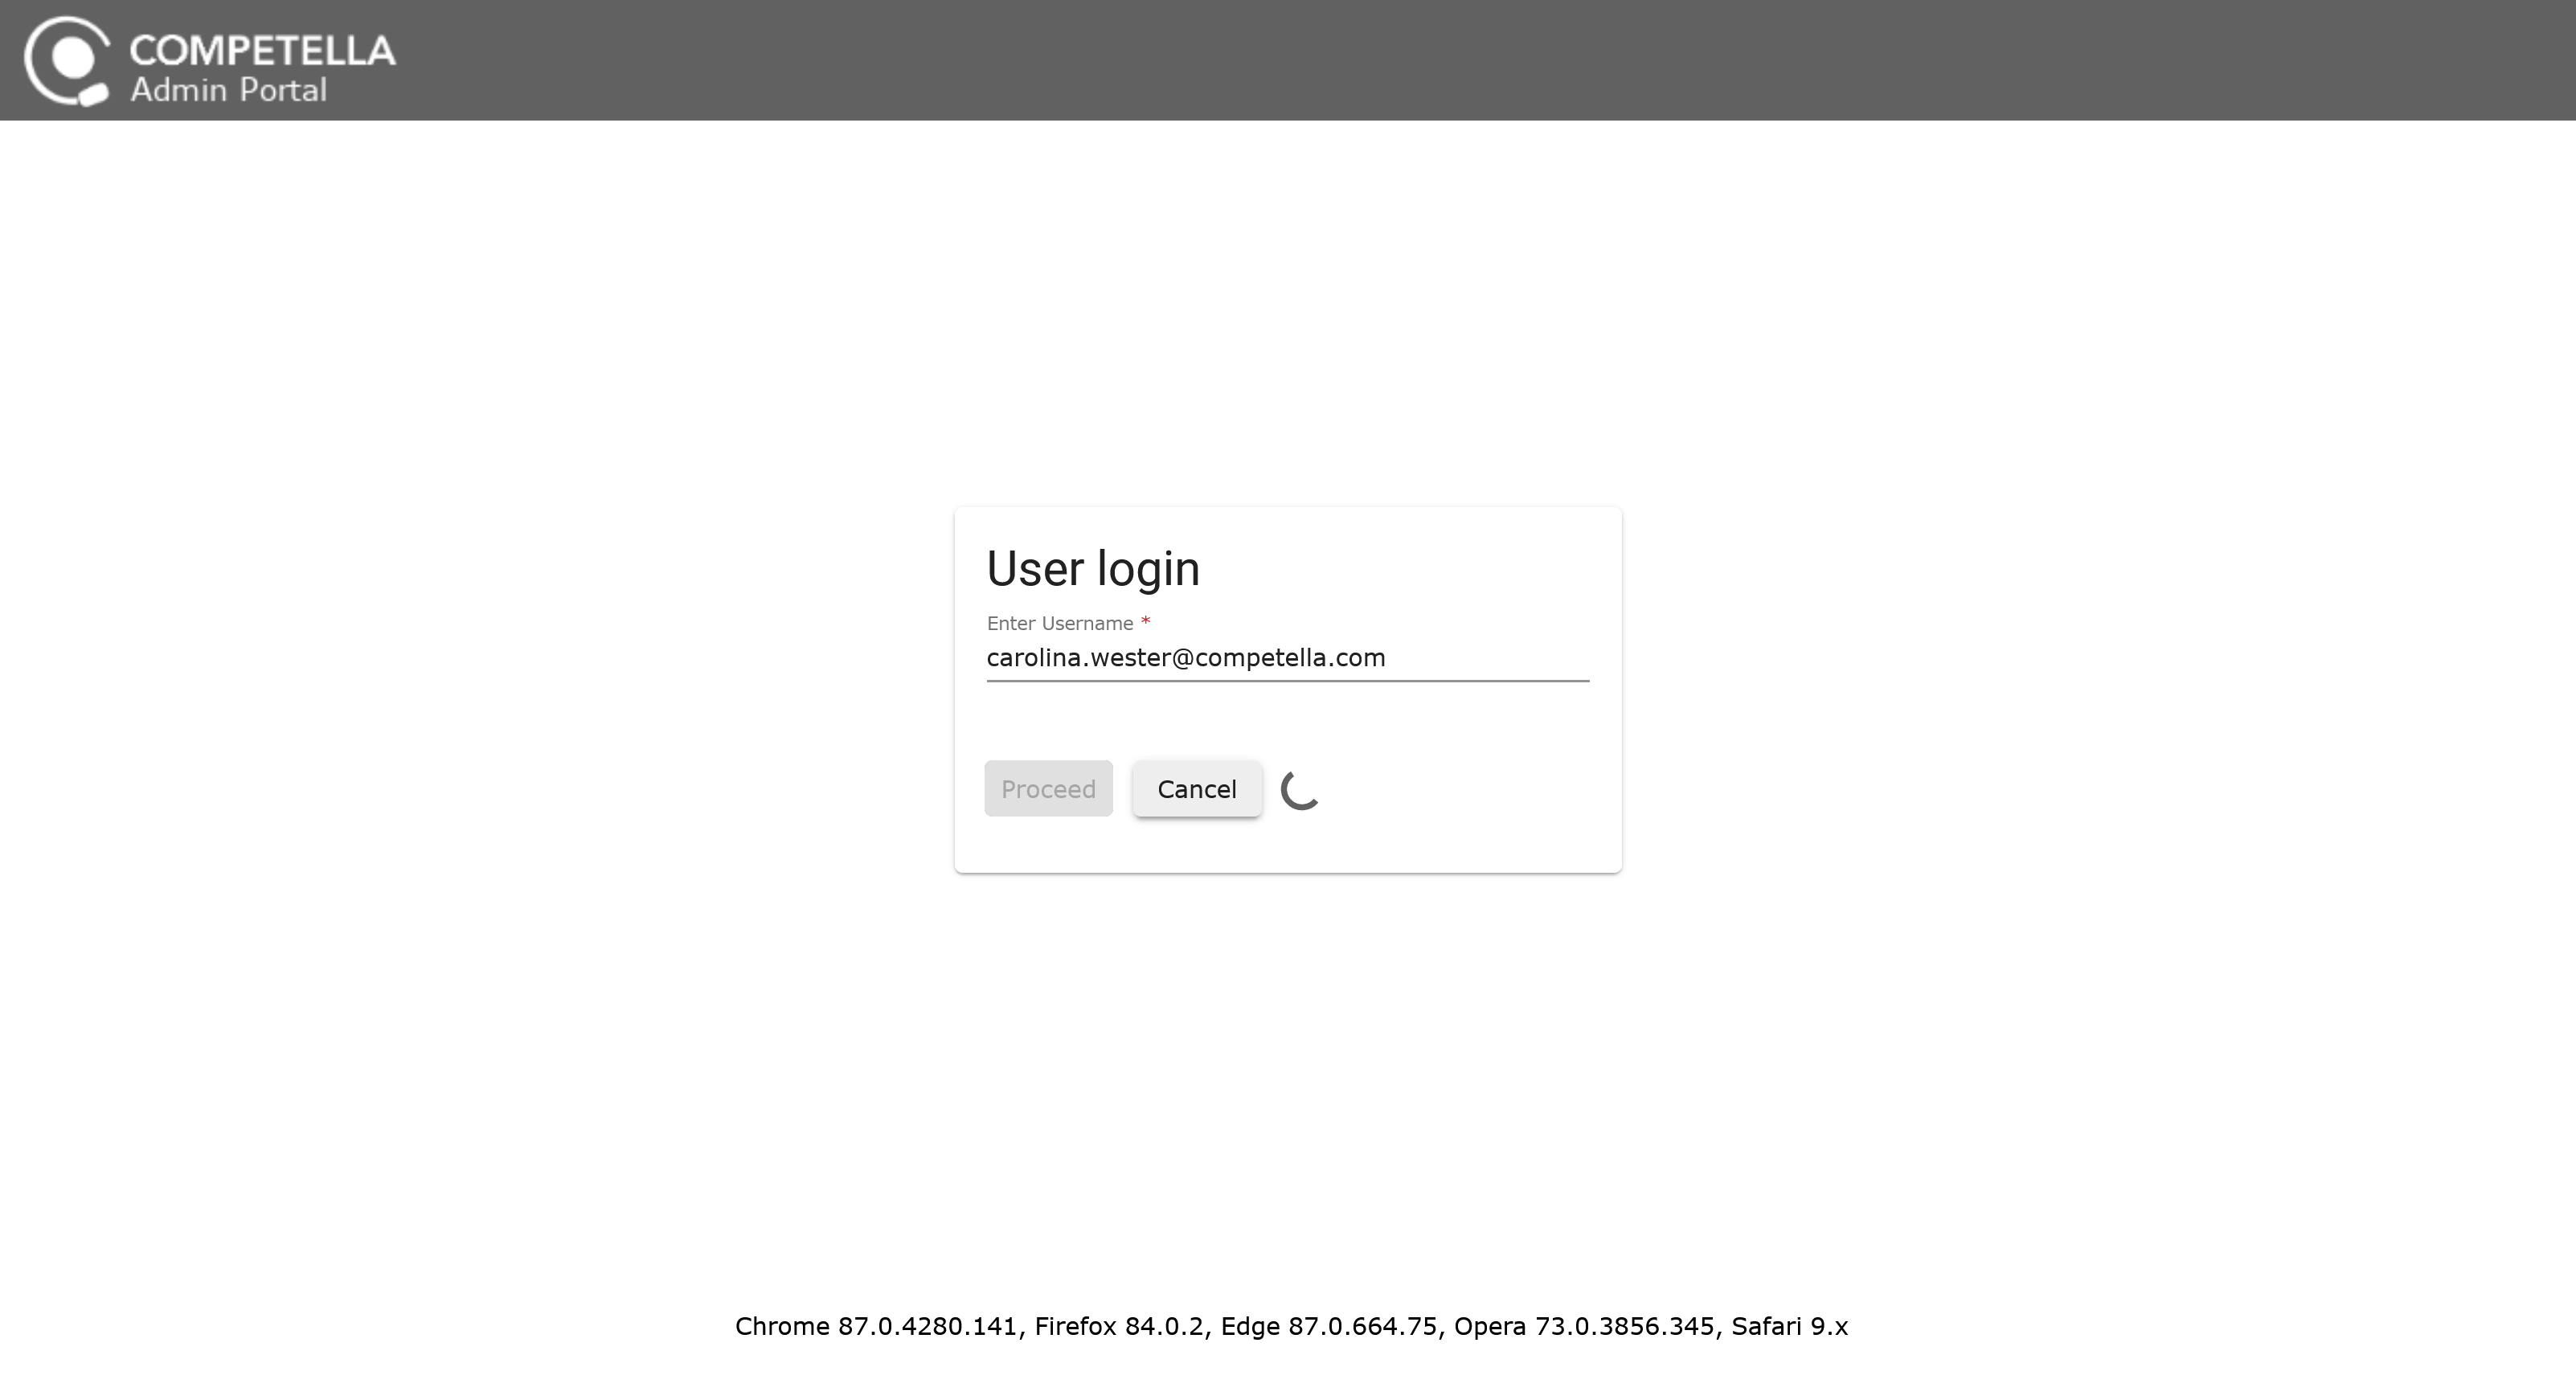 COMPETELLA
Admin Portal
User login
Enter Username *
carolina.wester@competella.com
Proceed
Cancel
Chrome 87.0.4280.141, Firefox 84.0.2, Edge 87.0.664.75, Opera 73.0.3856.345, Safari 9.x